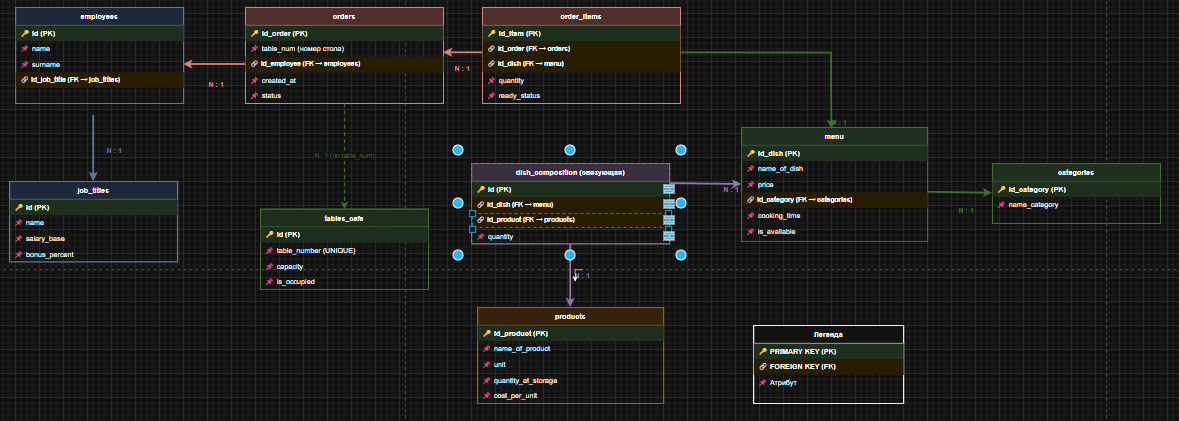 employees
id (PK)
name
surname
id_job_title (FK → job_titles)
orders
id_order (PK)
table_num (номер стола)
id_employee (FK → employees)
created_at
status
order_items
id_item (PK)
id_order (FK → orders)
id_dish (FK → menu)
quantity
ready_status
N : 1
N : 1
N : 1
N : 1
N : 1 (по table_num)
job_titles
id (PK)
name
salary_base
bonus_percent
tables_cafe
id (PK)
table_number (UNIQUE)
capacity
is_occupied
dish_composition (связующая)
id (PK)
id_dish (FK → menu)
id_product (FK → products)
quantity
N : 1
N : 1
menu
id_dish (PK)
name_of_dish
price
id_category (FK → categories)
cooking_time
is_available
N : 1
categories
id_category (PK)
name_category
products
id_product (PK)
name_of_product
unit
quantity_at_storage
cost_per_unit
Легенда
PRIMARY KEY (PK)
FOREIGN KEY (FK)
Атрибут